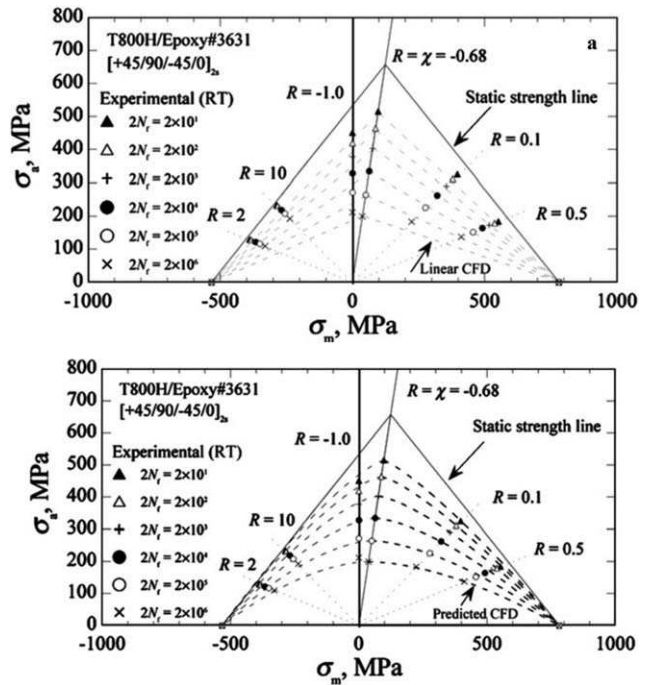 800
T800H/Epoxy#3631
a
700
[+45/90/-45/0]2s
R = χ = -0.68
600
Experimental (RT)
R = -1.0
Static strength line
500
▲ 2Nf = 2×10¹
△ 2Nf = 2×10²
400
+ 2Nf = 2×10³
R = 0.1
R = 10
300
● 2Nf = 2×10⁴
○ 2Nf = 2×10⁵
R = 2
R = 0.5
200
× 2Nf = 2×10⁶
100
Linear CFD
0
σa, MPa
-1000 -500 0 500 1000
σm, MPa
800
T800H/Epoxy#3631
R = χ = -0.68
700
[+45/90/-45/0]2s
600
R = -1.0
Static strength line
Experimental (RT)
500
▲ 2Nf = 2×10¹
△ 2Nf = 2×10²
400
R = 0.1
+ 2Nf = 2×10³
R = 10
300
● 2Nf = 2×10⁴
R = 0.5
○ 2Nf = 2×10⁵
R = 2
200
× 2Nf = 2×10⁶
100
Predicted CFD
0
σa, MPa
-1000 -500 0 500 1000
σm, MPa